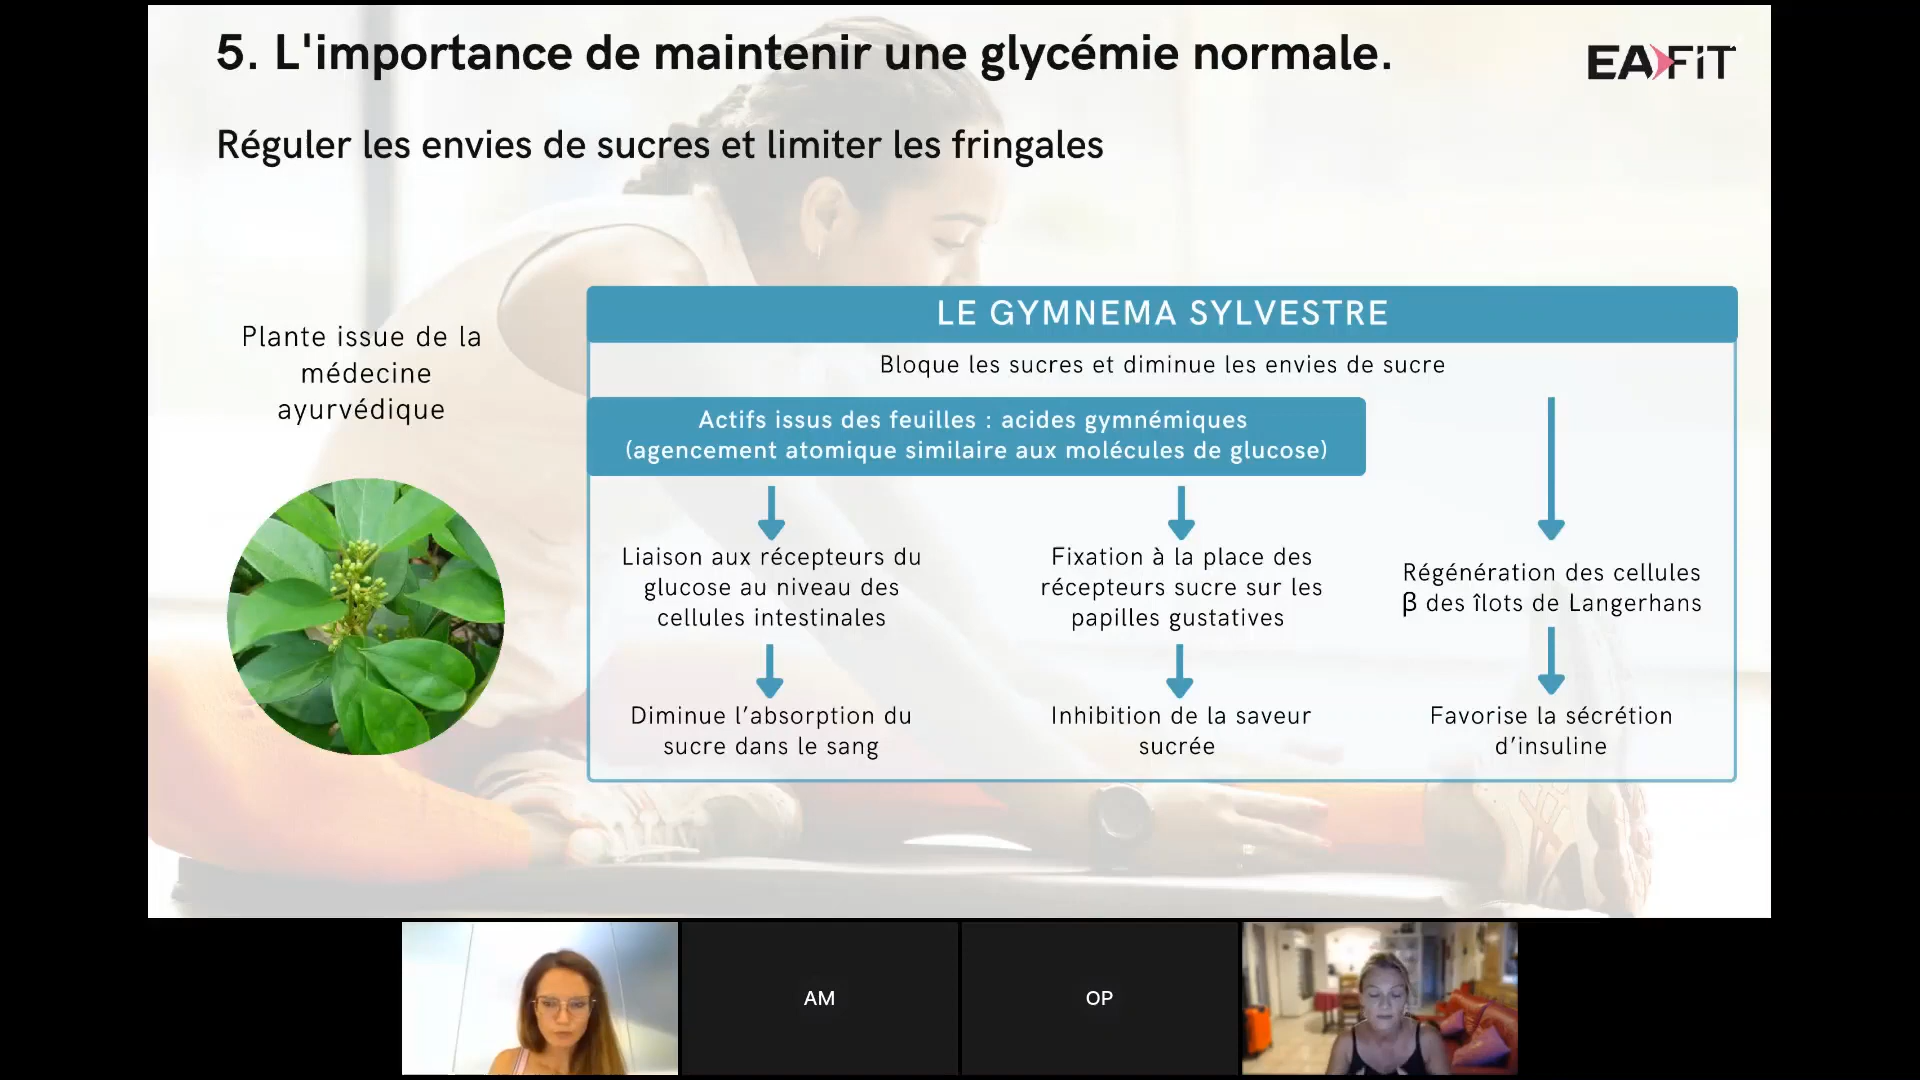 5. L'importance de maintenir une glycémie normale.
EAFiT
Réguler les envies de sucres et limiter les fringales
Plante issue de la
médecine
ayurvédique
LE GYMNEMA SYLVESTRE
Bloque les sucres et diminue les envies de sucre
Actifs issus des feuilles : acides gymnémiques
(agencement atomique similaire aux molécules de glucose)
Liaison aux récepteurs du
glucose au niveau des
cellules intestinales
Diminue l’absorption du
sucre dans le sang
Fixation à la place des
récepteurs sucre sur les
papilles gustatives
Inhibition de la saveur
sucrée
Régénération des cellules
β des îlots de Langerhans
Favorise la sécrétion
d’insuline
AM
OP